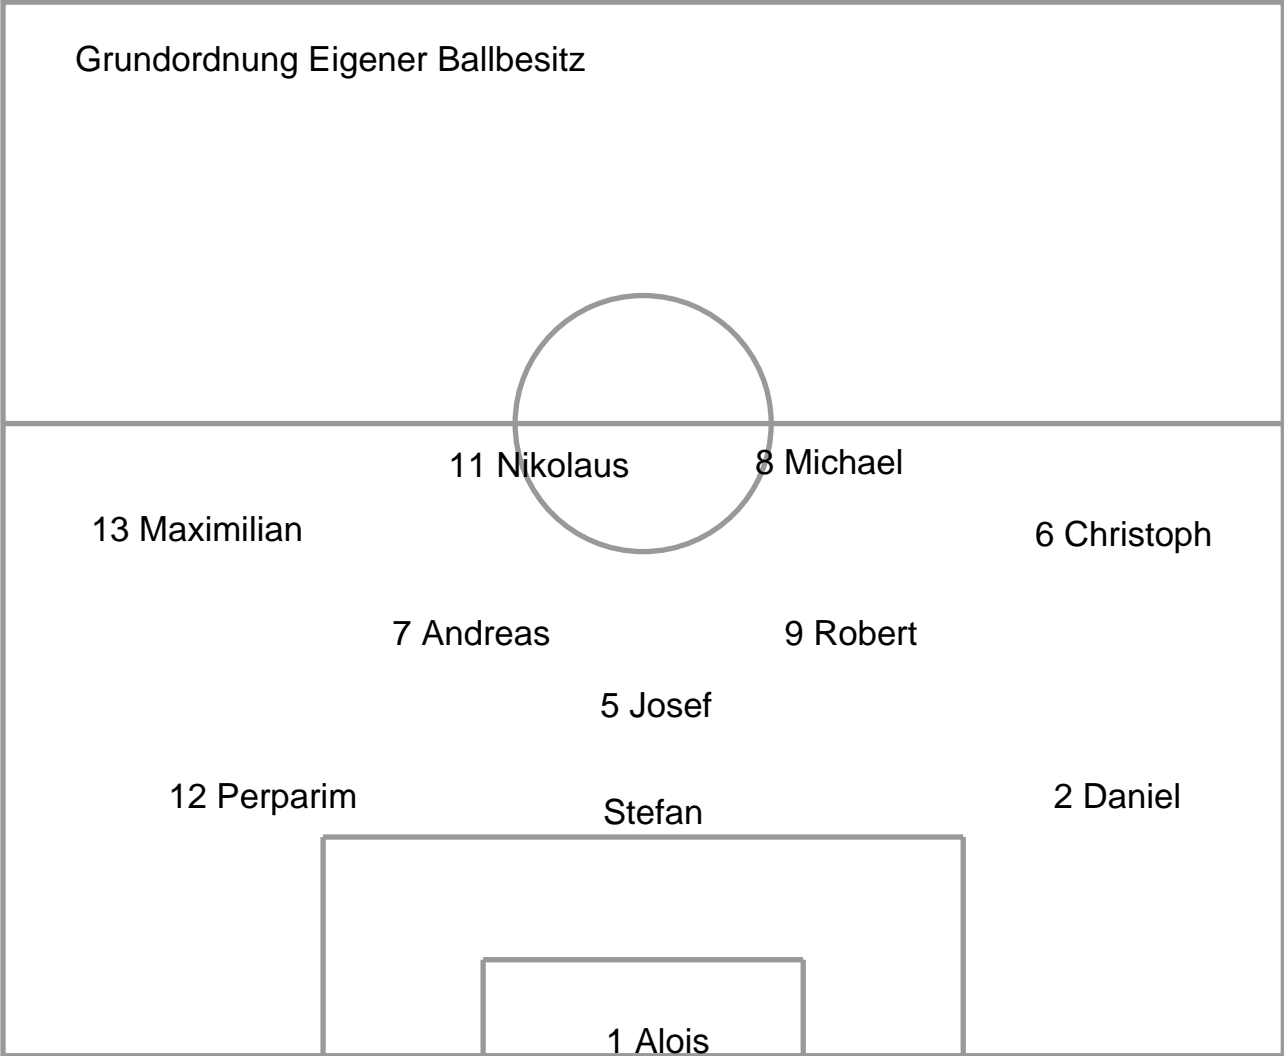 Grundordnung Eigener Ballbesitz
11 Nikolaus
8 Michael
13 Maximilian
6 Christoph
7 Andreas
9 Robert
5 Josef
12 Perparim
Stefan
2 Daniel
1 Alois